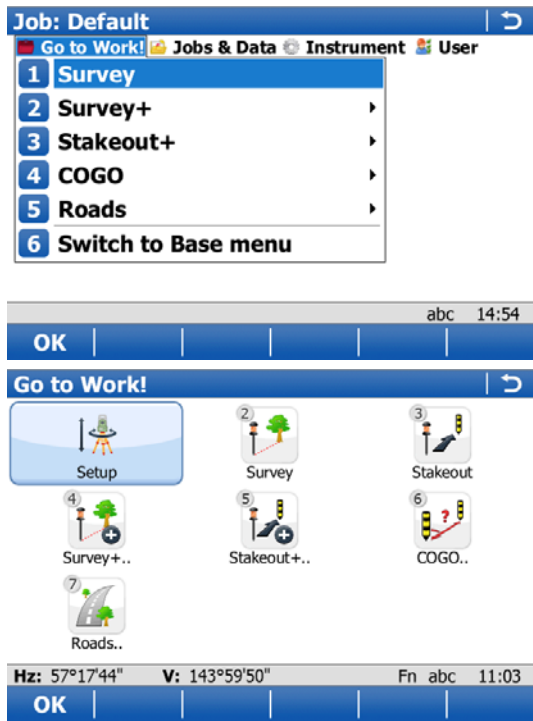 Job: Default
Go to Work! Jobs & Data Instrument User
1 Survey
2 Survey+
3 Stakeout+
4 COGO
5 Roads
6 Switch to Base menu
abc 14:54
OK
Go to Work!
2 3
Setup Survey Stakeout
4 5 6
?
Survey+.. Stakeout+.. COGO..
7
Roads..
Hz: 57°17'44" V: 143°59'50" Fn abc 11:03
OK